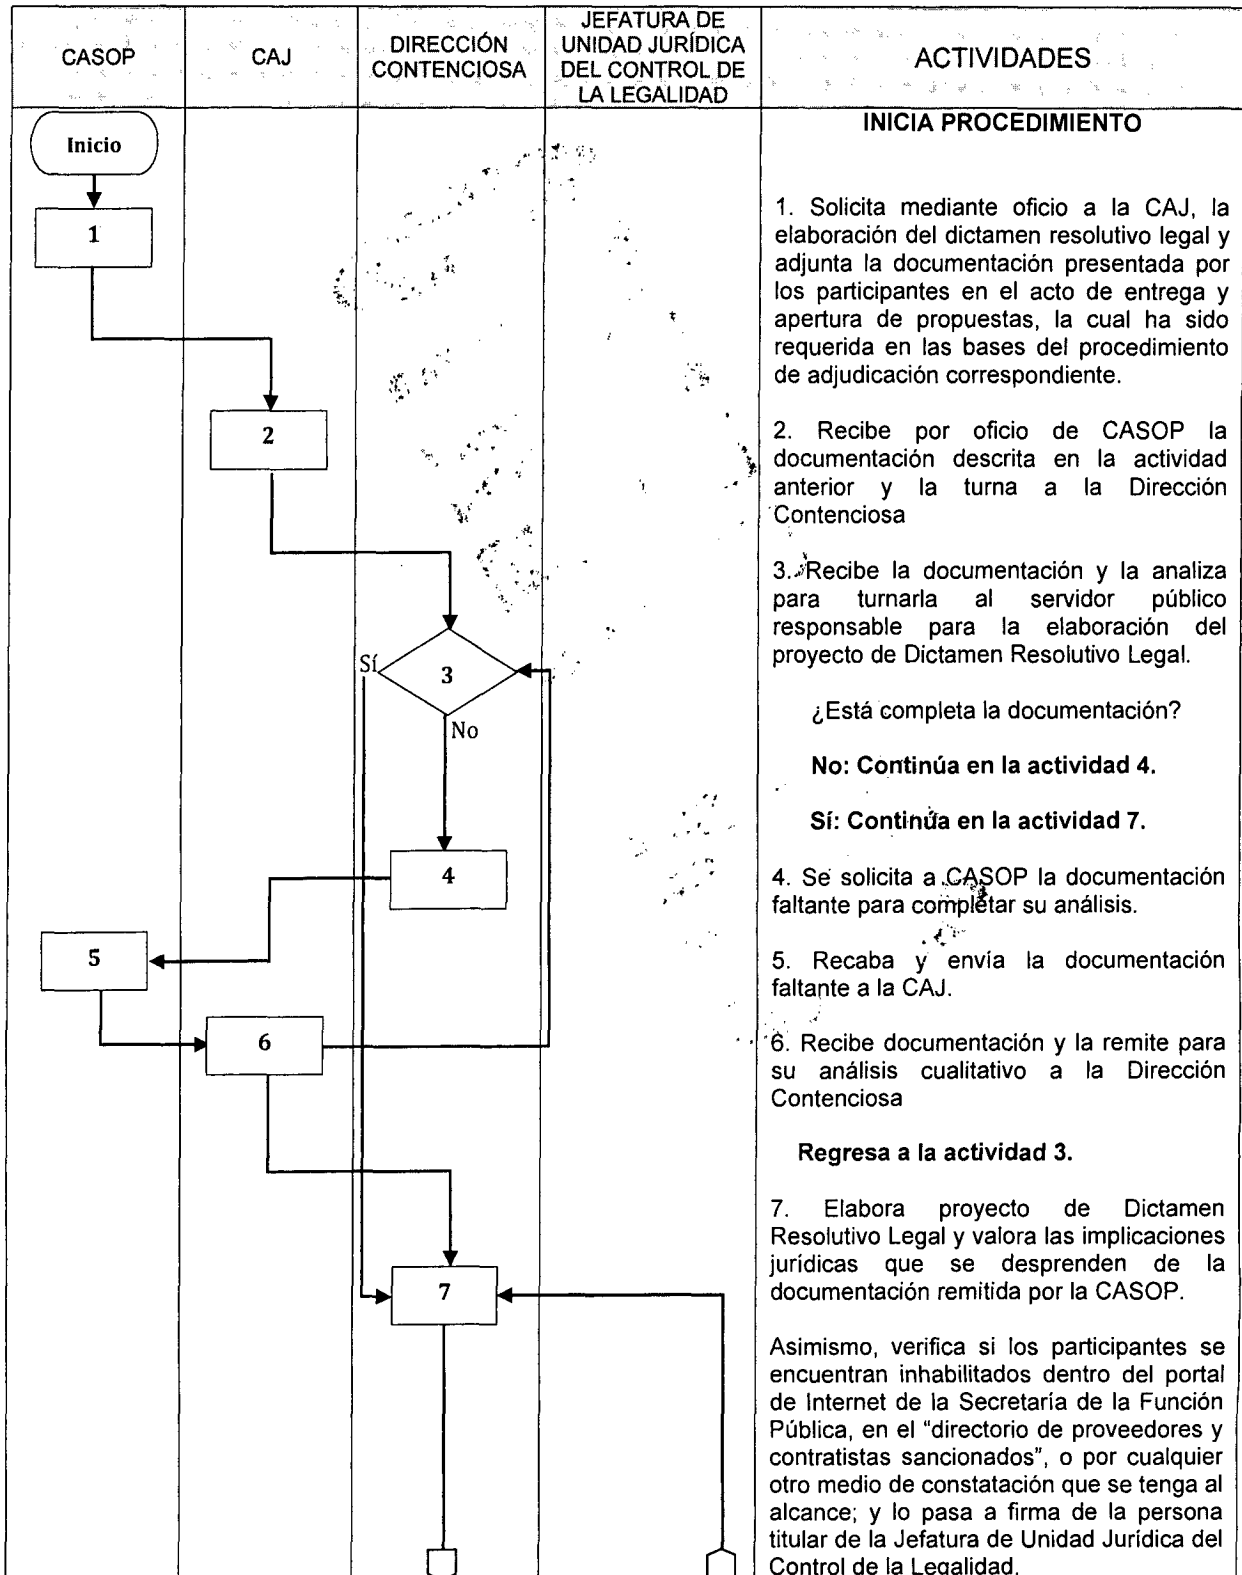 CASOP
CAJ
DIRECCIÓN
CONTENCIOSA
JEFATURA DE
UNIDAD JURÍDICA
DEL CONTROL DE
LA LEGALIDAD
ACTIVIDADES
Inicio
1
2
3
Sí
No
4
5
6
7
INICIA PROCEDIMIENTO
1. Solicita mediante oficio a la CAJ, la
elaboración del dictamen resolutivo legal y
adjunta la documentación presentada por
los participantes en el acto de entrega y
apertura de propuestas, la cual ha sido
requerida en las bases del procedimiento
de adjudicación correspondiente.
2. Recibe por oficio de CASOP la
documentación descrita en la actividad
anterior y la turna a la Dirección
Contenciosa
3. Recibe la documentación y la analiza
para turnarla al servidor público
responsable para la elaboración del
proyecto de Dictamen Resolutivo Legal.
¿Está completa la documentación?
No: Continúa en la actividad 4.
Sí: Continúa en la actividad 7.
4. Se solicita a CASOP la documentación
faltante para completar su análisis.
5. Recaba y envía la documentación
faltante a la CAJ.
6. Recibe documentación y la remite para
su análisis cualitativo a la Dirección
Contenciosa
Regresa a la actividad 3.
7. Elabora proyecto de Dictamen
Resolutivo Legal y valora las implicaciones
jurídicas que se desprenden de la
documentación remitida por la CASOP.
Asimismo, verifica si los participantes se
encuentran inhabilitados dentro del portal
de Internet de la Secretaría de la Función
Pública, en el "directorio de proveedores y
contratistas sancionados", o por cualquier
otro medio de constatación que se tenga al
alcance; y lo pasa a firma de la persona
titular de la Jefatura de Unidad Jurídica del
Control de la Legalidad.